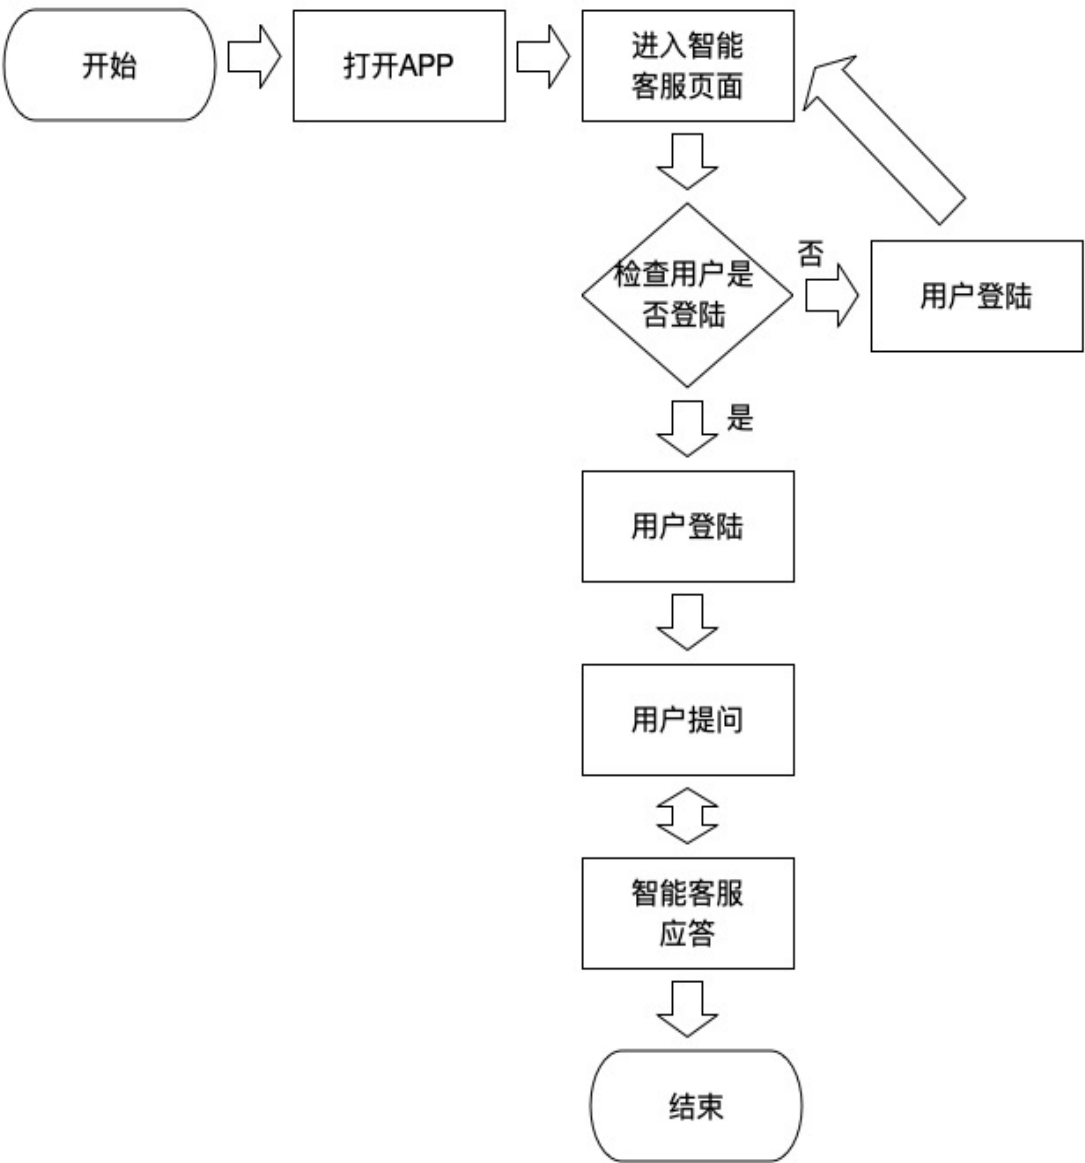 开始
打开APP
进入智能
客服页面
检查用户是
否登陆
否
用户登陆
是
用户登陆
用户提问
智能客服
应答
结束